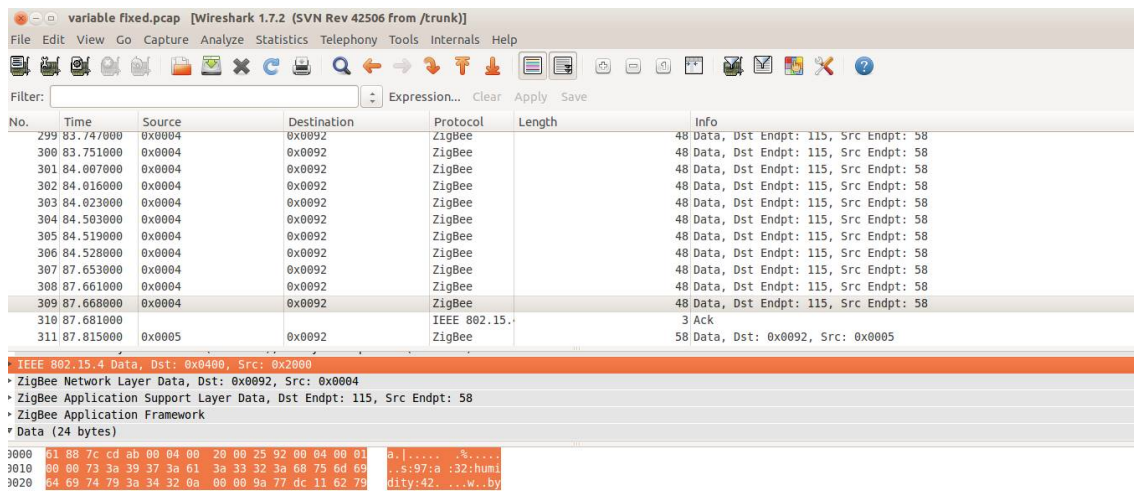 variable fixed.pcap [Wireshark 1.7.2 (SVN Rev 42506 from /trunk)]
File Edit View Go Capture Analyze Statistics Telephony Tools Internals Help
Filter: Expression... Clear Apply Save
No. Time Source Destination Protocol Length Info
299 83.747000 0x0004 0x0092 ZigBee 48 Data, Dst Endpt: 115, Src Endpt: 58
300 83.751000 0x0004 0x0092 ZigBee 48 Data, Dst Endpt: 115, Src Endpt: 58
301 84.007000 0x0004 0x0092 ZigBee 48 Data, Dst Endpt: 115, Src Endpt: 58
302 84.016000 0x0004 0x0092 ZigBee 48 Data, Dst Endpt: 115, Src Endpt: 58
303 84.023000 0x0004 0x0092 ZigBee 48 Data, Dst Endpt: 115, Src Endpt: 58
304 84.503000 0x0004 0x0092 ZigBee 48 Data, Dst Endpt: 115, Src Endpt: 58
305 84.519000 0x0004 0x0092 ZigBee 48 Data, Dst Endpt: 115, Src Endpt: 58
306 84.528000 0x0004 0x0092 ZigBee 48 Data, Dst Endpt: 115, Src Endpt: 58
307 87.653000 0x0004 0x0092 ZigBee 48 Data, Dst Endpt: 115, Src Endpt: 58
308 87.661000 0x0004 0x0092 ZigBee 48 Data, Dst Endpt: 115, Src Endpt: 58
309 87.668000 0x0004 0x0092 ZigBee 48 Data, Dst Endpt: 115, Src Endpt: 58
310 87.681000 IEEE 802.15. 3 Ack
311 87.815000 0x0005 0x0092 ZigBee 58 Data, Dst: 0x0092, Src: 0x0005
IEEE 802.15.4 Data, Dst: 0x0400, Src: 0x2000
ZigBee Network Layer Data, Dst: 0x0092, Src: 0x0004
ZigBee Application Support Layer Data, Dst Endpt: 115, Src Endpt: 58
ZigBee Application Framework
Data (24 bytes)
0000 61 88 7c cd ab 00 04 00 20 00 25 92 00 04 00 01 a.|..... .%.....
0010 00 00 73 3a 39 37 3a 61 3a 33 32 3a 68 75 6d 69 ..s:97:a :32:humi
0020 64 69 74 79 3a 34 32 0a 00 00 9a 77 dc 11 62 79 dity:42. ...w..by